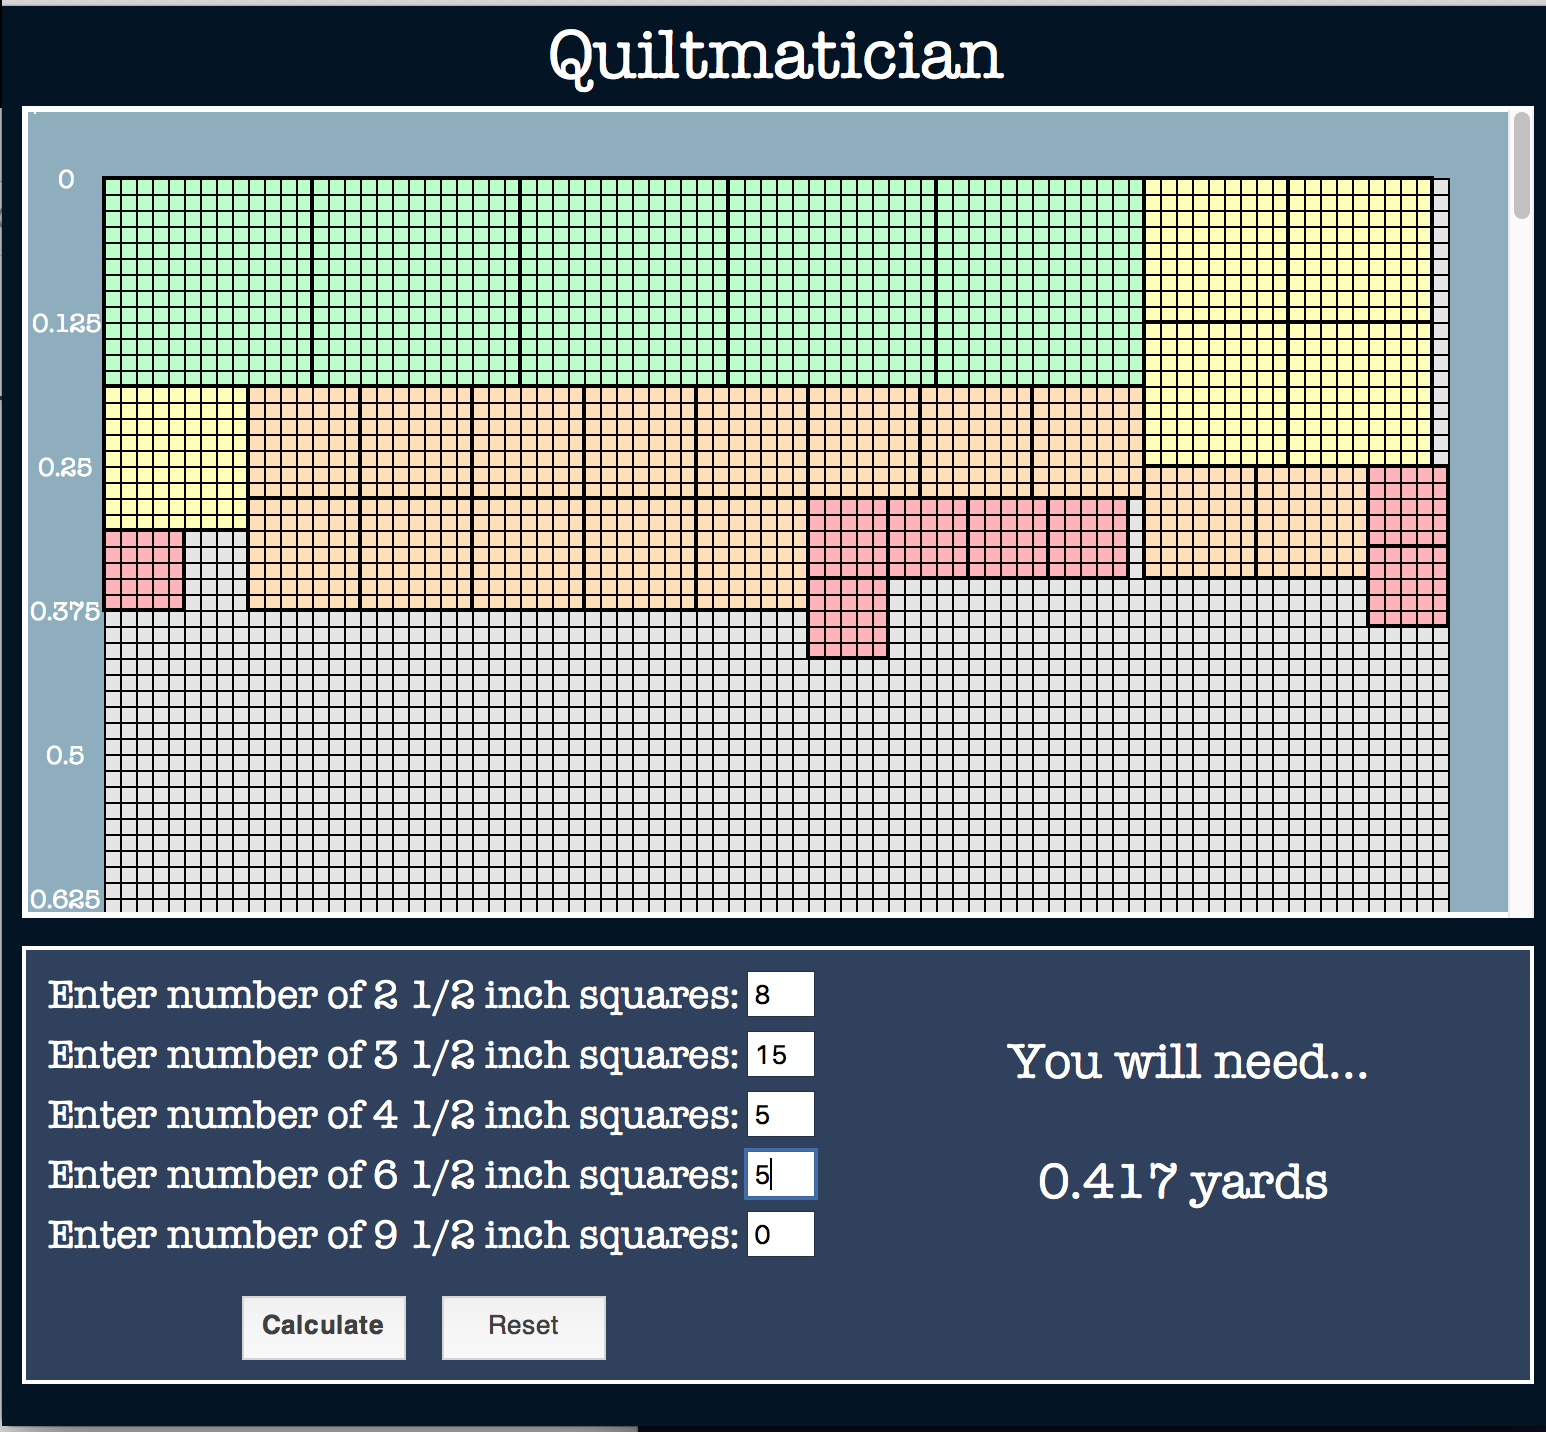 Quiltmatician
0
0.125
0.25
0.375
0.5
0.625
Enter number of 2 1/2 inch squares: 8
Enter number of 3 1/2 inch squares: 15
Enter number of 4 1/2 inch squares: 5
Enter number of 6 1/2 inch squares: 5
Enter number of 9 1/2 inch squares: 0
Calculate Reset
You will need...
0.417 yards